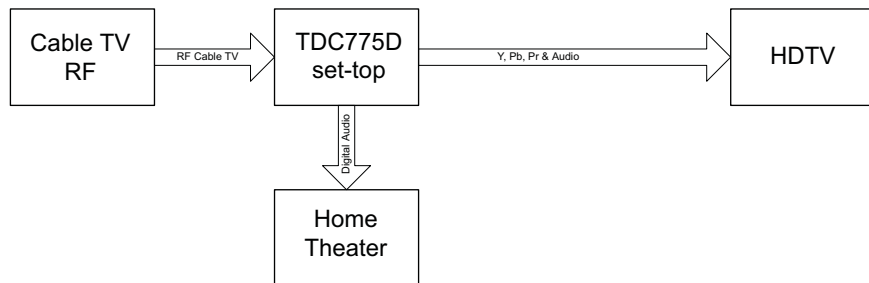 Cable TV
RF
RF Cable TV
TDC775D
set-top
Y, Pb, Pr & Audio
HDTV
Digital Audio
Home
Theater